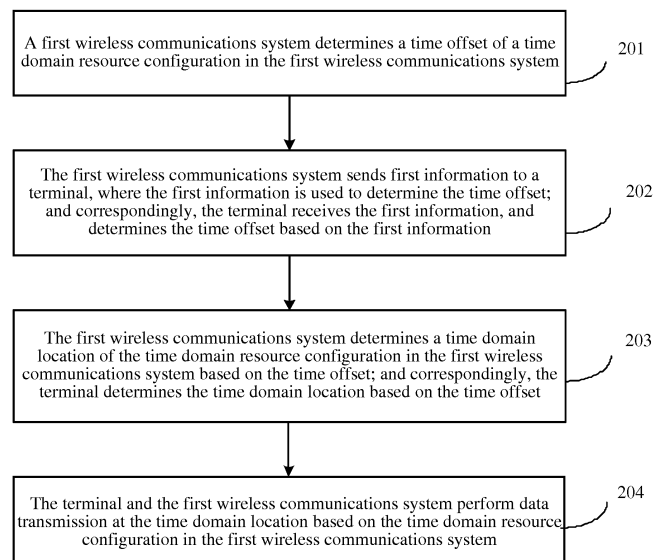 A first wireless communications system determines a time offset of a time
domain resource configuration in the first wireless communications system
201
The first wireless communications system sends first information to a
terminal, where the first information is used to determine the time offset;
and correspondingly, the terminal receives the first information, and
determines the time offset based on the first information
202
The first wireless communications system determines a time domain
location of the time domain resource configuration in the first wireless
communications system based on the time offset; and correspondingly, the
terminal determines the time domain location based on the time offset
203
The terminal and the first wireless communications system perform data
transmission at the time domain location based on the time domain resource
configuration in the first wireless communications system
204